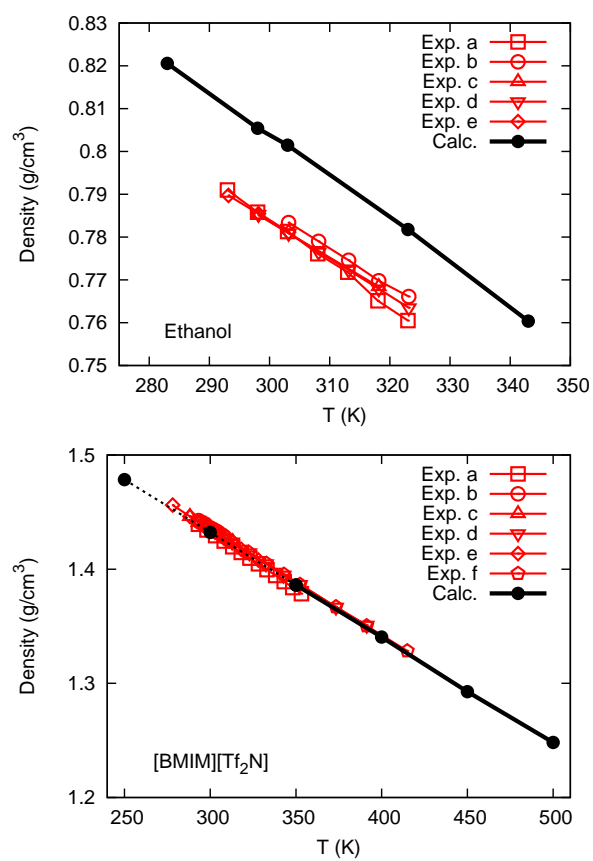 0.83
0.82
0.81
0.8
0.79
0.78
0.77
0.76
0.75
Density (g/cm³)
Exp. a
Exp. b
Exp. c
Exp. d
Exp. e
Calc.
Ethanol
280 290 300 310 320 330 340 350
T (K)
1.5
1.4
1.3
1.2
Density (g/cm³)
Exp. a
Exp. b
Exp. c
Exp. d
Exp. e
Exp. f
Calc.
[BMIM][Tf₂N]
250 300 350 400 450 500
T (K)